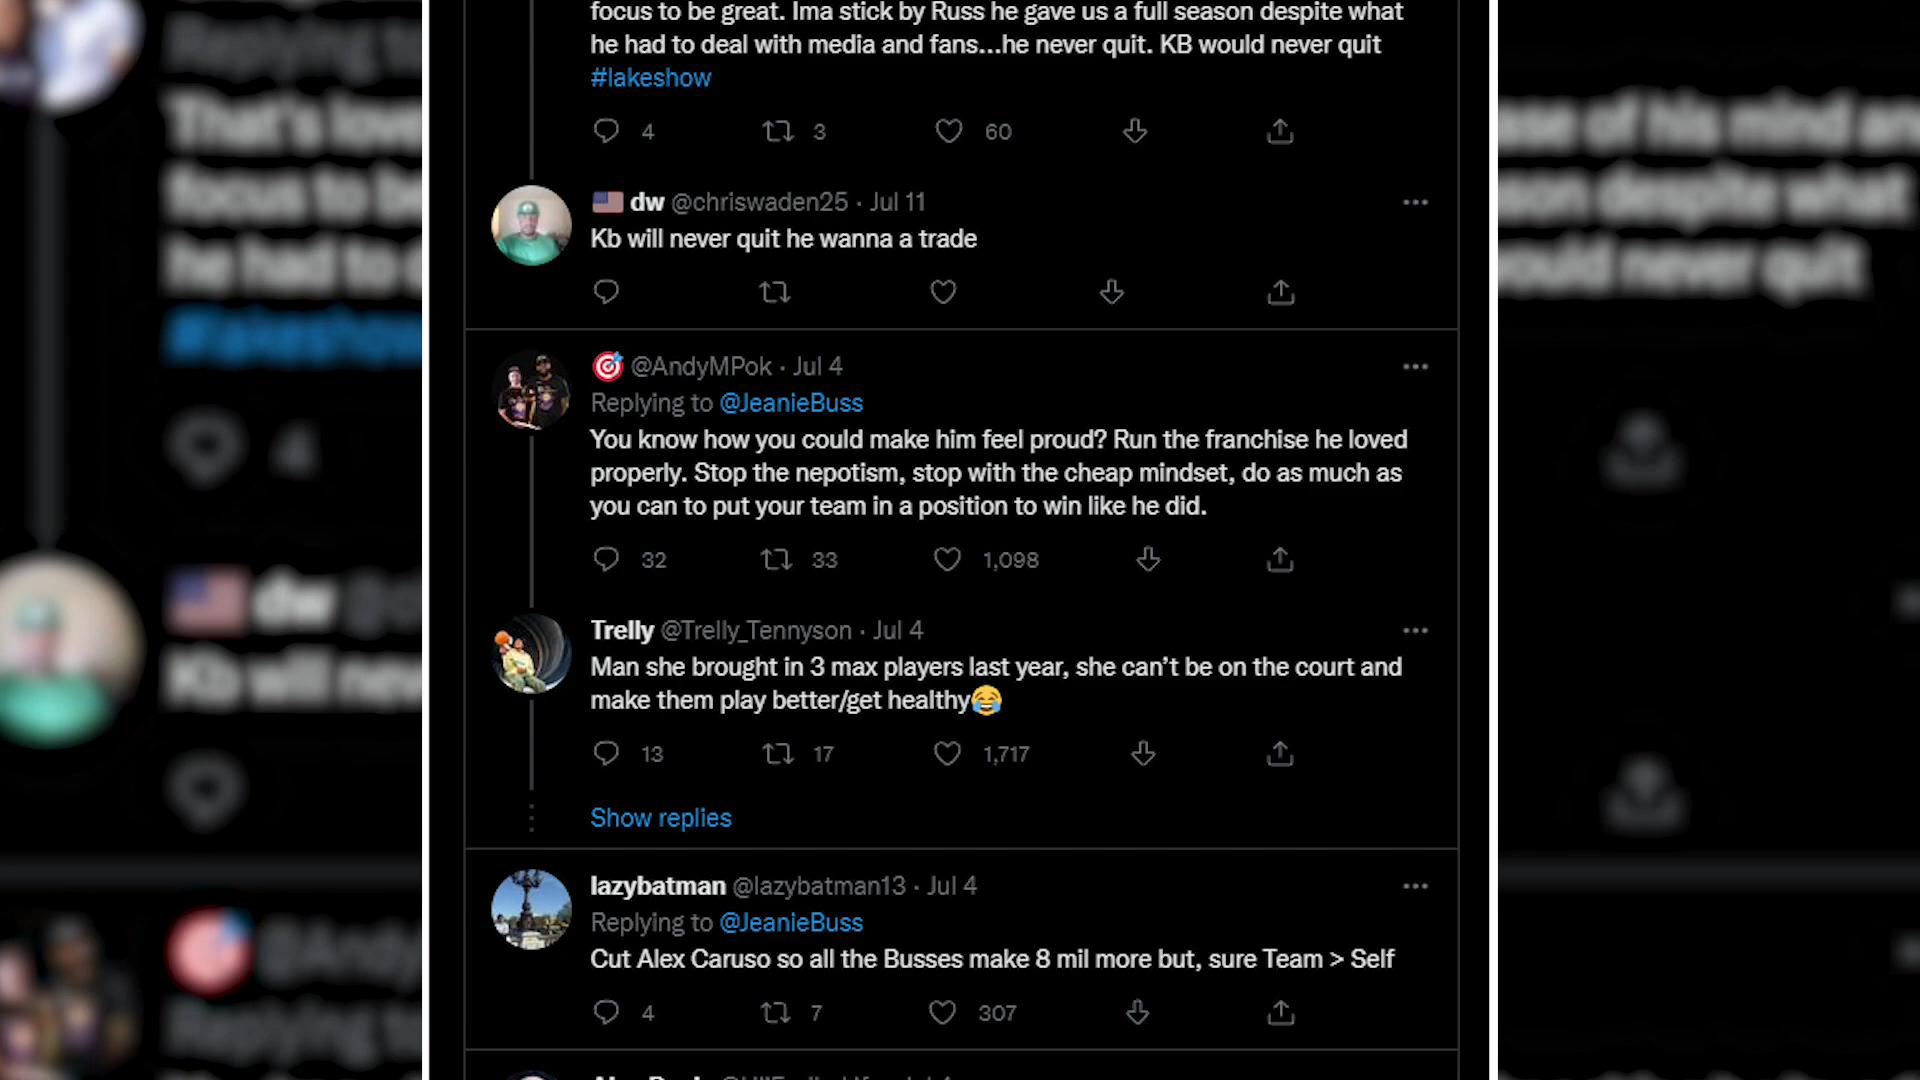 focus to be great. Ima stick by Russ he gave us a full season despite what
he had to deal with media and fans...he never quit. KB would never quit
#lakeshow
4 3 60
dw @chriswaden25 · Jul 11
Kb will never quit he wanna a trade
@AndyMPok · Jul 4
Replying to @JeanieBuss
You know how you could make him feel proud? Run the franchise he loved
properly. Stop the nepotism, stop with the cheap mindset, do as much as
you can to put your team in a position to win like he did.
32 33 1,098
Trelly @Trelly_Tennyson · Jul 4
Man she brought in 3 max players last year, she can’t be on the court and
make them play better/get healthy😂
13 17 1,717
Show replies
lazybatman @lazybatman13 · Jul 4
Replying to @JeanieBuss
Cut Alex Caruso so all the Busses make 8 mil more but, sure Team > Self
4 7 307